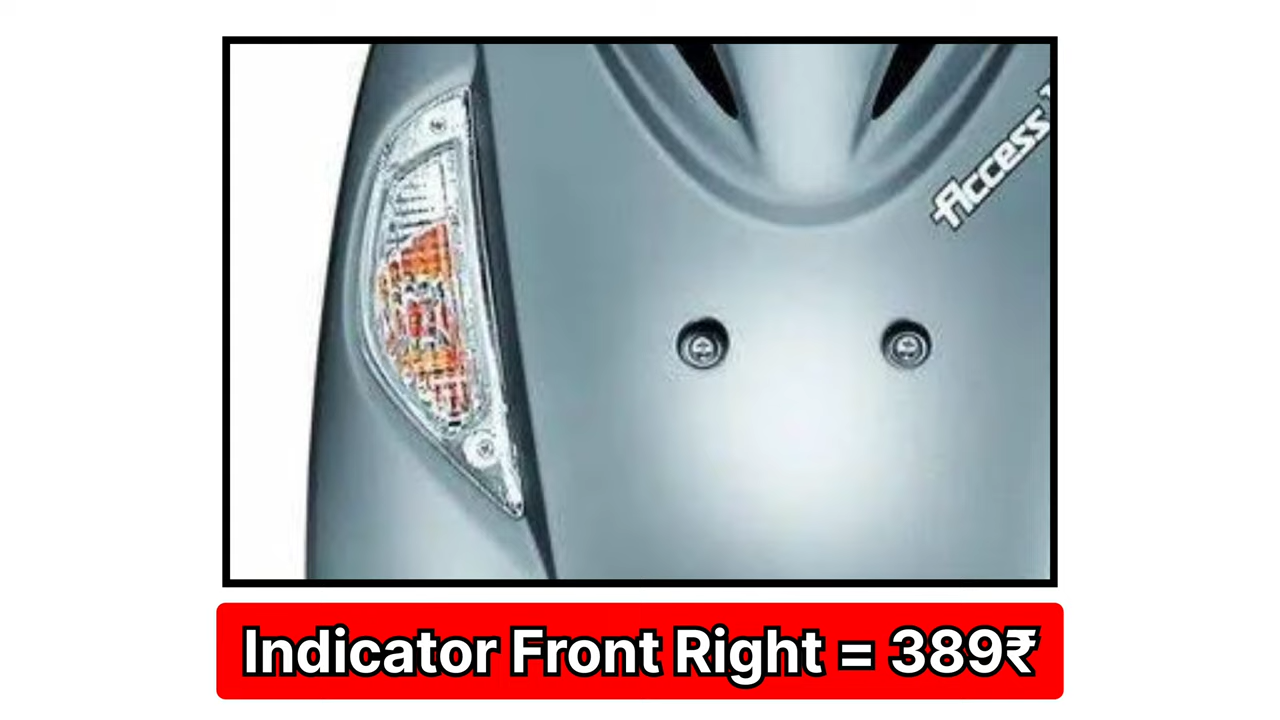 Access
Indicator Front Right = 389₹